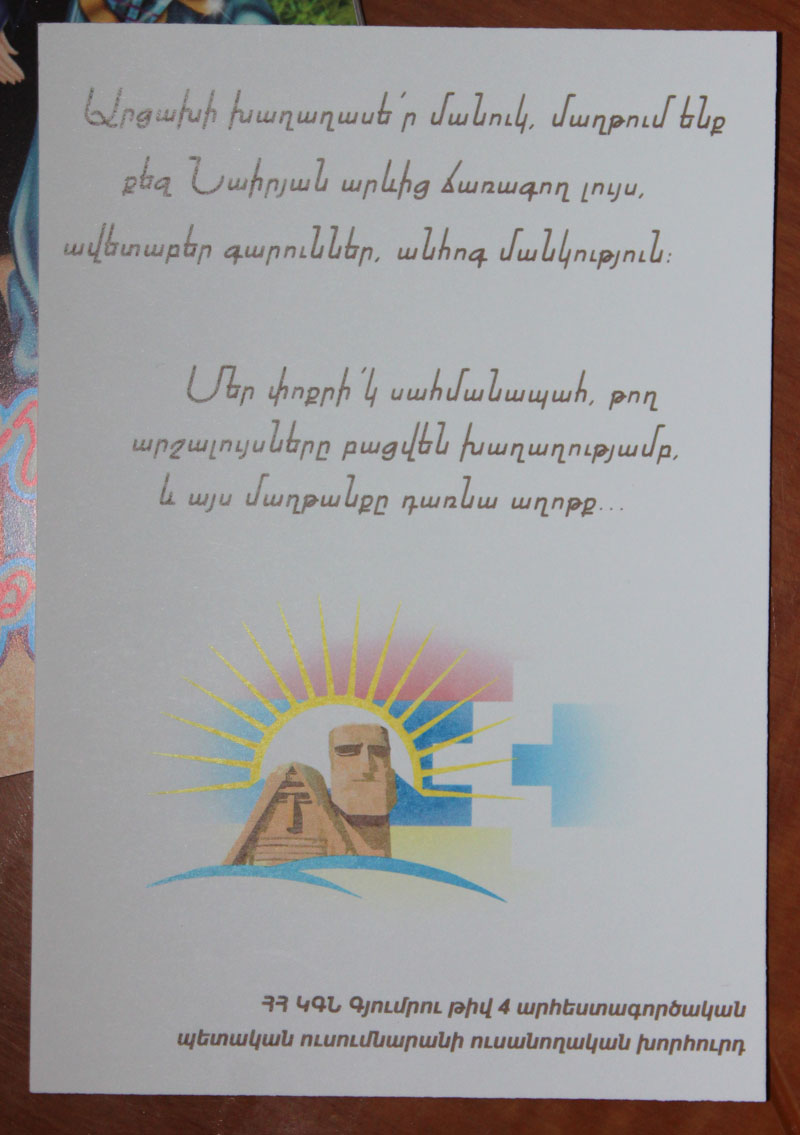 Արցախի խաղաղասե՛ր մանուկ, մաղթում ենք
քեզ Նաիրյան արևից ճառագող լույս,
ավետաբեր գարուններ, անհոգ մանկություն։
Մեր փոքրի՛կ սահմանապահ, թող
արշալույսները բացվեն խաղաղությամբ,
և այս մաղթանքը դառնա աղոթք...
ՀՀ ԿԳՆ Գյումրու թիվ 4 արհեստագործական
պետական ուսումնարանի ուսանողական խորհուրդ